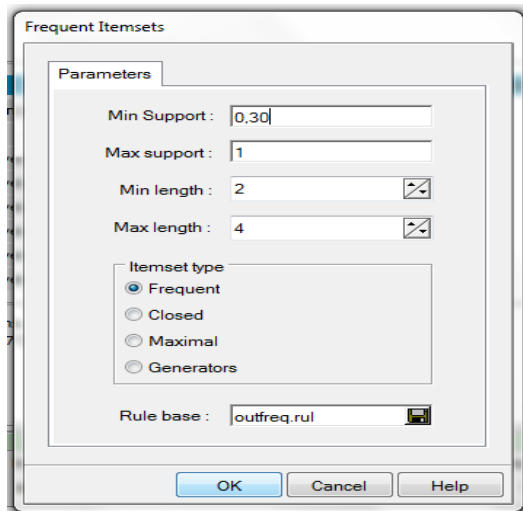 Frequent Itemsets
Parameters
Min Support : 0,30
Max support : 1
Min length : 2
Max length : 4
Itemset type
Frequent
Closed
Maximal
Generators
Rule base : outfreq.rul
OK Cancel Help